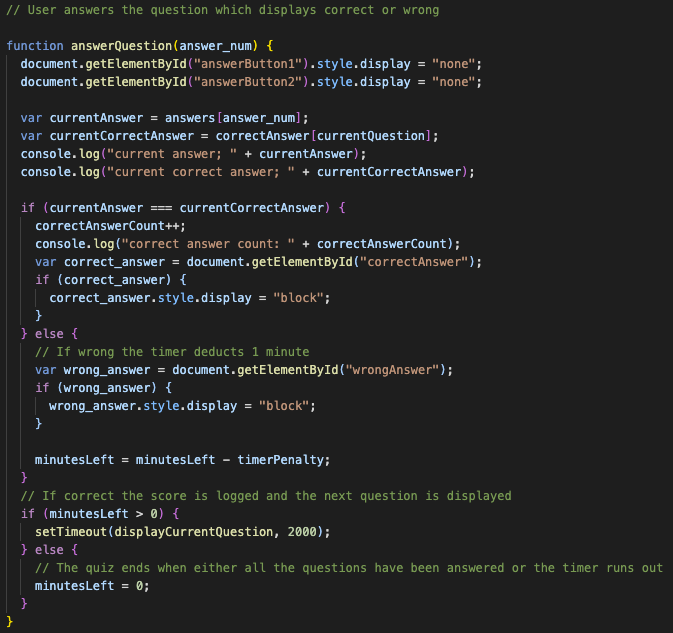 // User answers the question which displays correct or wrong

function answerQuestion(answer_num) {
  document.getElementById("answerButton1").style.display = "none";
  document.getElementById("answerButton2").style.display = "none";

  var currentAnswer = answers[answer_num];
  var currentCorrectAnswer = correctAnswer[currentQuestion];
  console.log("current answer; " + currentAnswer);
  console.log("current correct answer; " + currentCorrectAnswer);

  if (currentAnswer === currentCorrectAnswer) {
    correctAnswerCount++;
    console.log("correct answer count: " + correctAnswerCount);
    var correct_answer = document.getElementById("correctAnswer");
    if (correct_answer) {
      correct_answer.style.display = "block";
    }
  } else {
    // If wrong the timer deducts 1 minute
    var wrong_answer = document.getElementById("wrongAnswer");
    if (wrong_answer) {
      wrong_answer.style.display = "block";
    }

    minutesLeft = minutesLeft - timerPenalty;
  }
  // If correct the score is logged and the next question is displayed
  if (minutesLeft > 0) {
    setTimeout(displayCurrentQuestion, 2000);
  } else {
    // The quiz ends when either all the questions have been answered or the timer runs out
    minutesLeft = 0;
  }
}